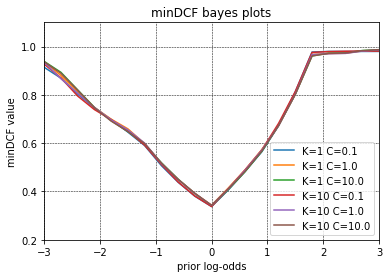 minDCF bayes plots
minDCF value
1.0
0.8
0.6
0.4
0.2
K=1 C=0.1
K=1 C=1.0
K=1 C=10.0
K=10 C=0.1
K=10 C=1.0
K=10 C=10.0
−3 −2 −1 0 1 2 3
prior log-odds